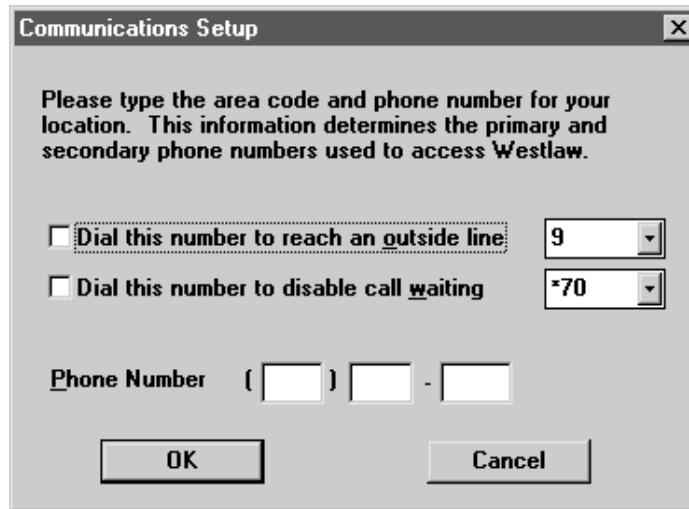 Communications Setup
Please type the area code and phone number for your
location. This information determines the primary and
secondary phone numbers used to access Westlaw.
Dial this number to reach an outside line 9
Dial this number to disable call waiting *70
Phone Number ( ) -
OK Cancel